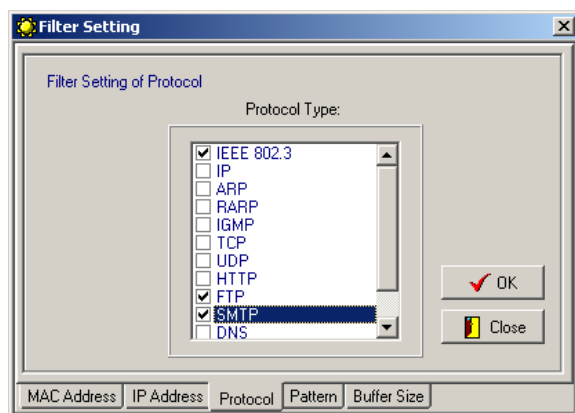 Filter Setting
Filter Setting of Protocol
Protocol Type:
IEEE 802.3
IP
ARP
RARP
IGMP
TCP
UDP
HTTP
FTP
SMTP
DNS
OK
Close
MAC Address IP Address Protocol Pattern Buffer Size